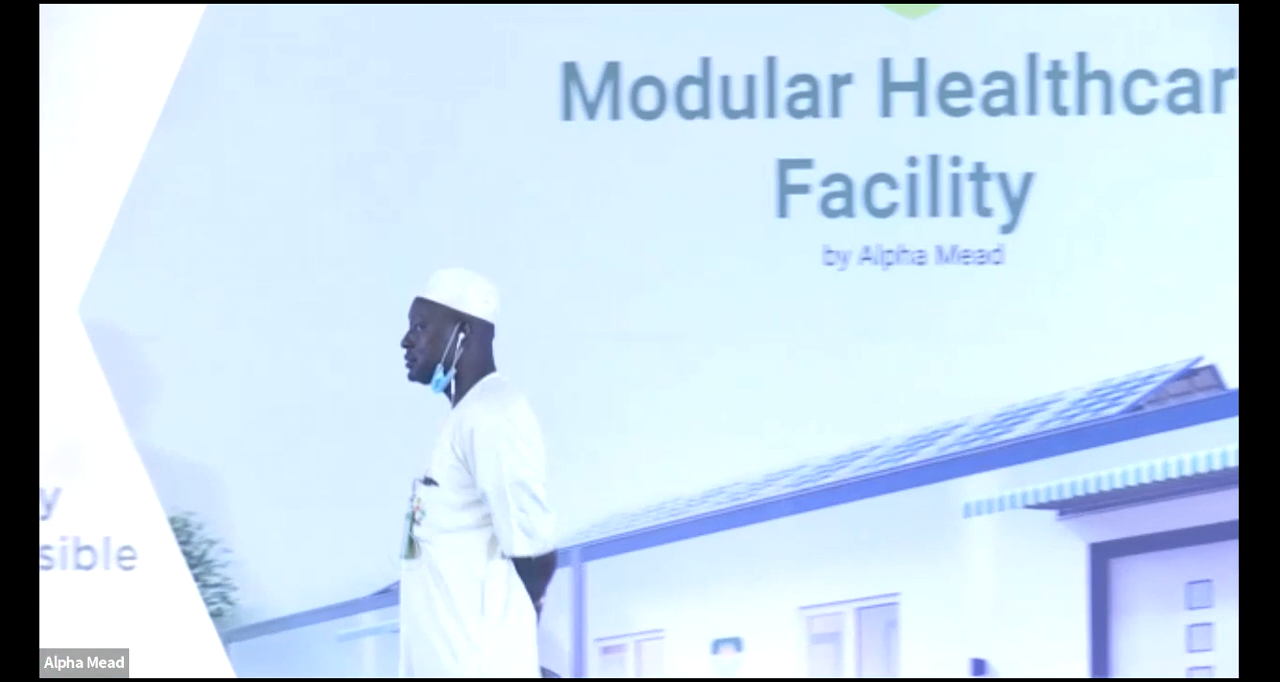 Modular Healthcar
Facility
by Alpha Mead
y
sible
Alpha Mead